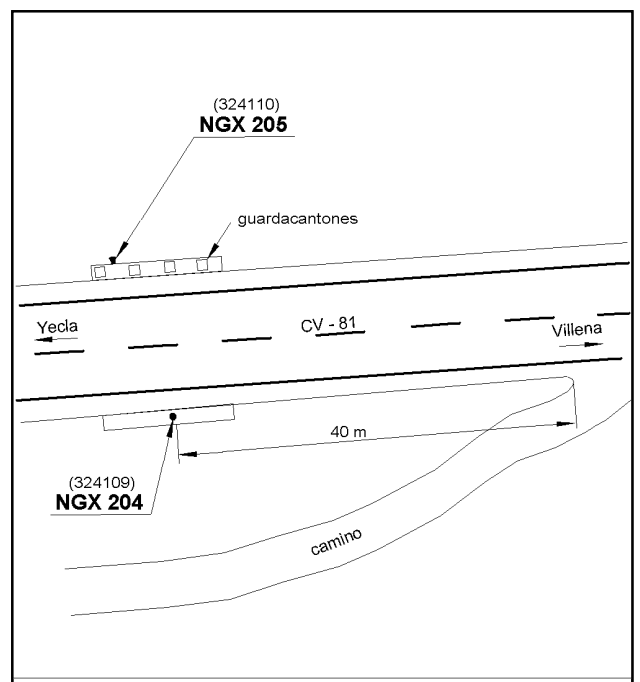 (324110)
NGX 205
guardacantones
Yecla
CV - 81
Villena
40 m
(324109)
NGX 204
camino